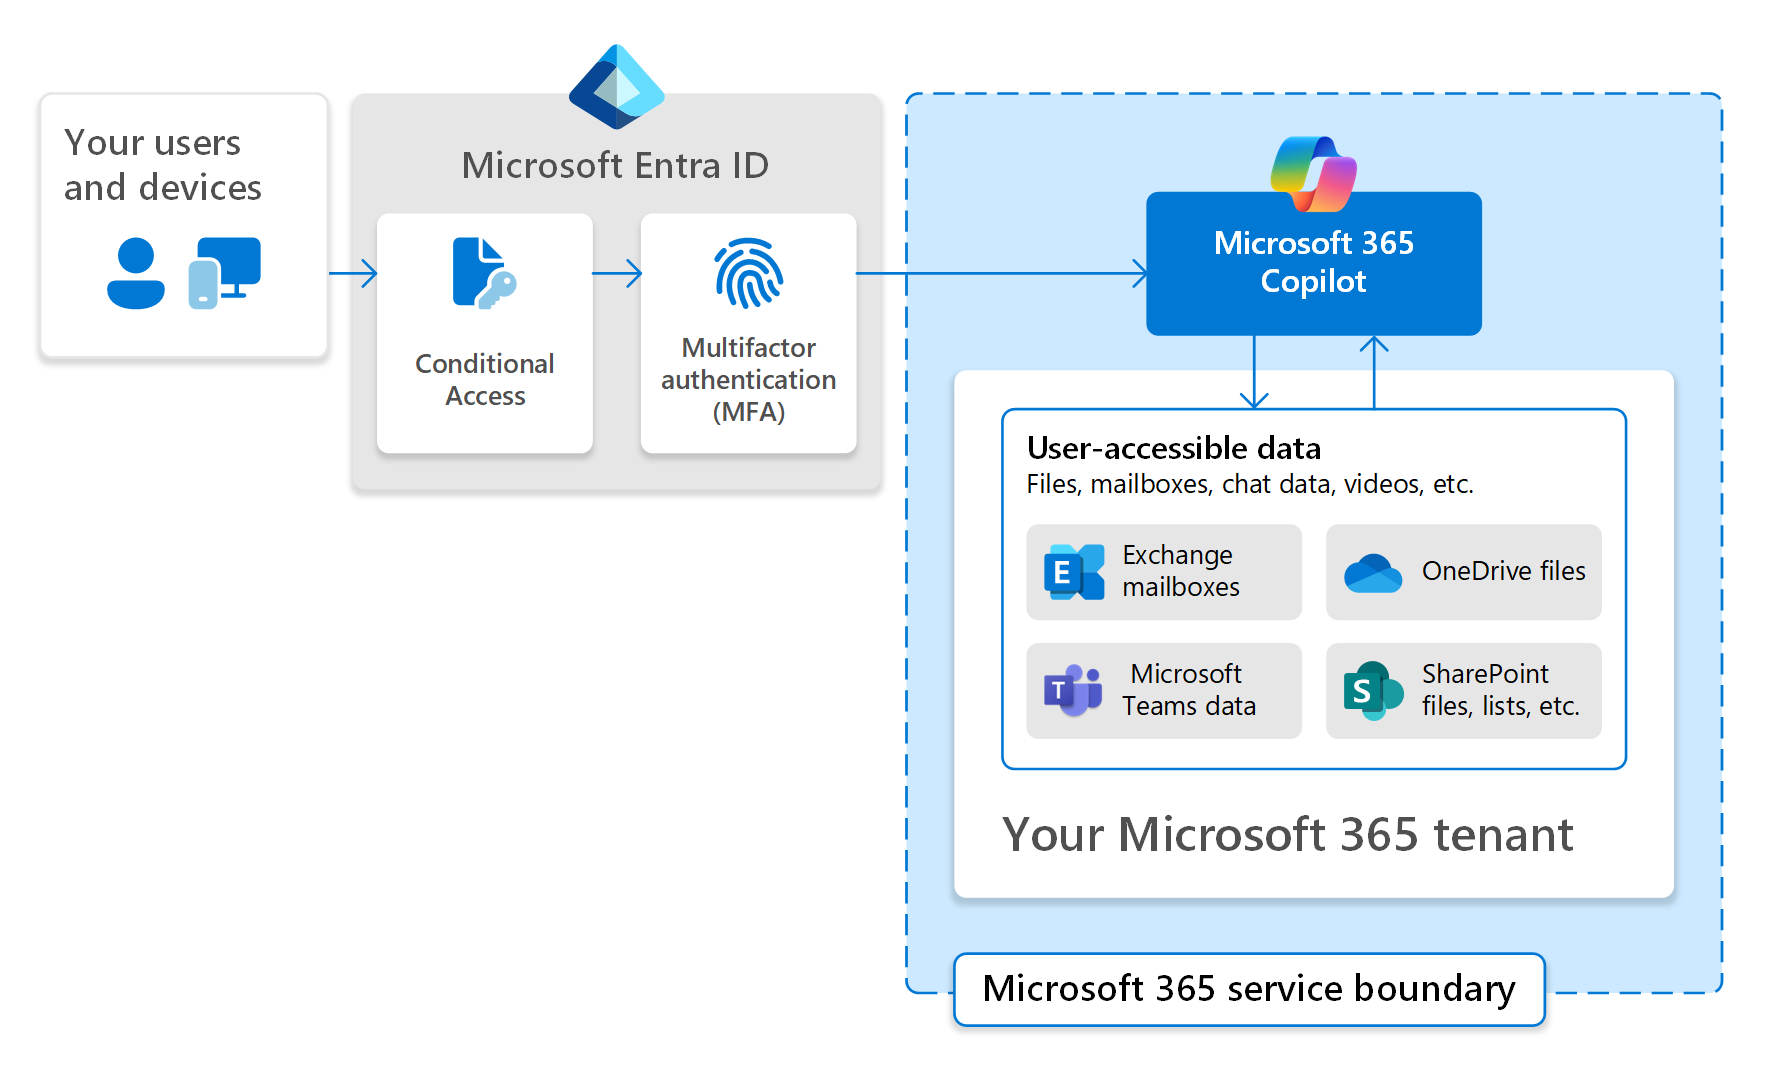 Your users
and devices
Microsoft Entra ID
Conditional
Access
Multifactor
authentication
(MFA)
Microsoft 365
Copilot
User-accessible data
Files, mailboxes, chat data, videos, etc.
E
Exchange
mailboxes
OneDrive files
T
Microsoft
Teams data
S
SharePoint
files, lists, etc.
Your Microsoft 365 tenant
Microsoft 365 service boundary